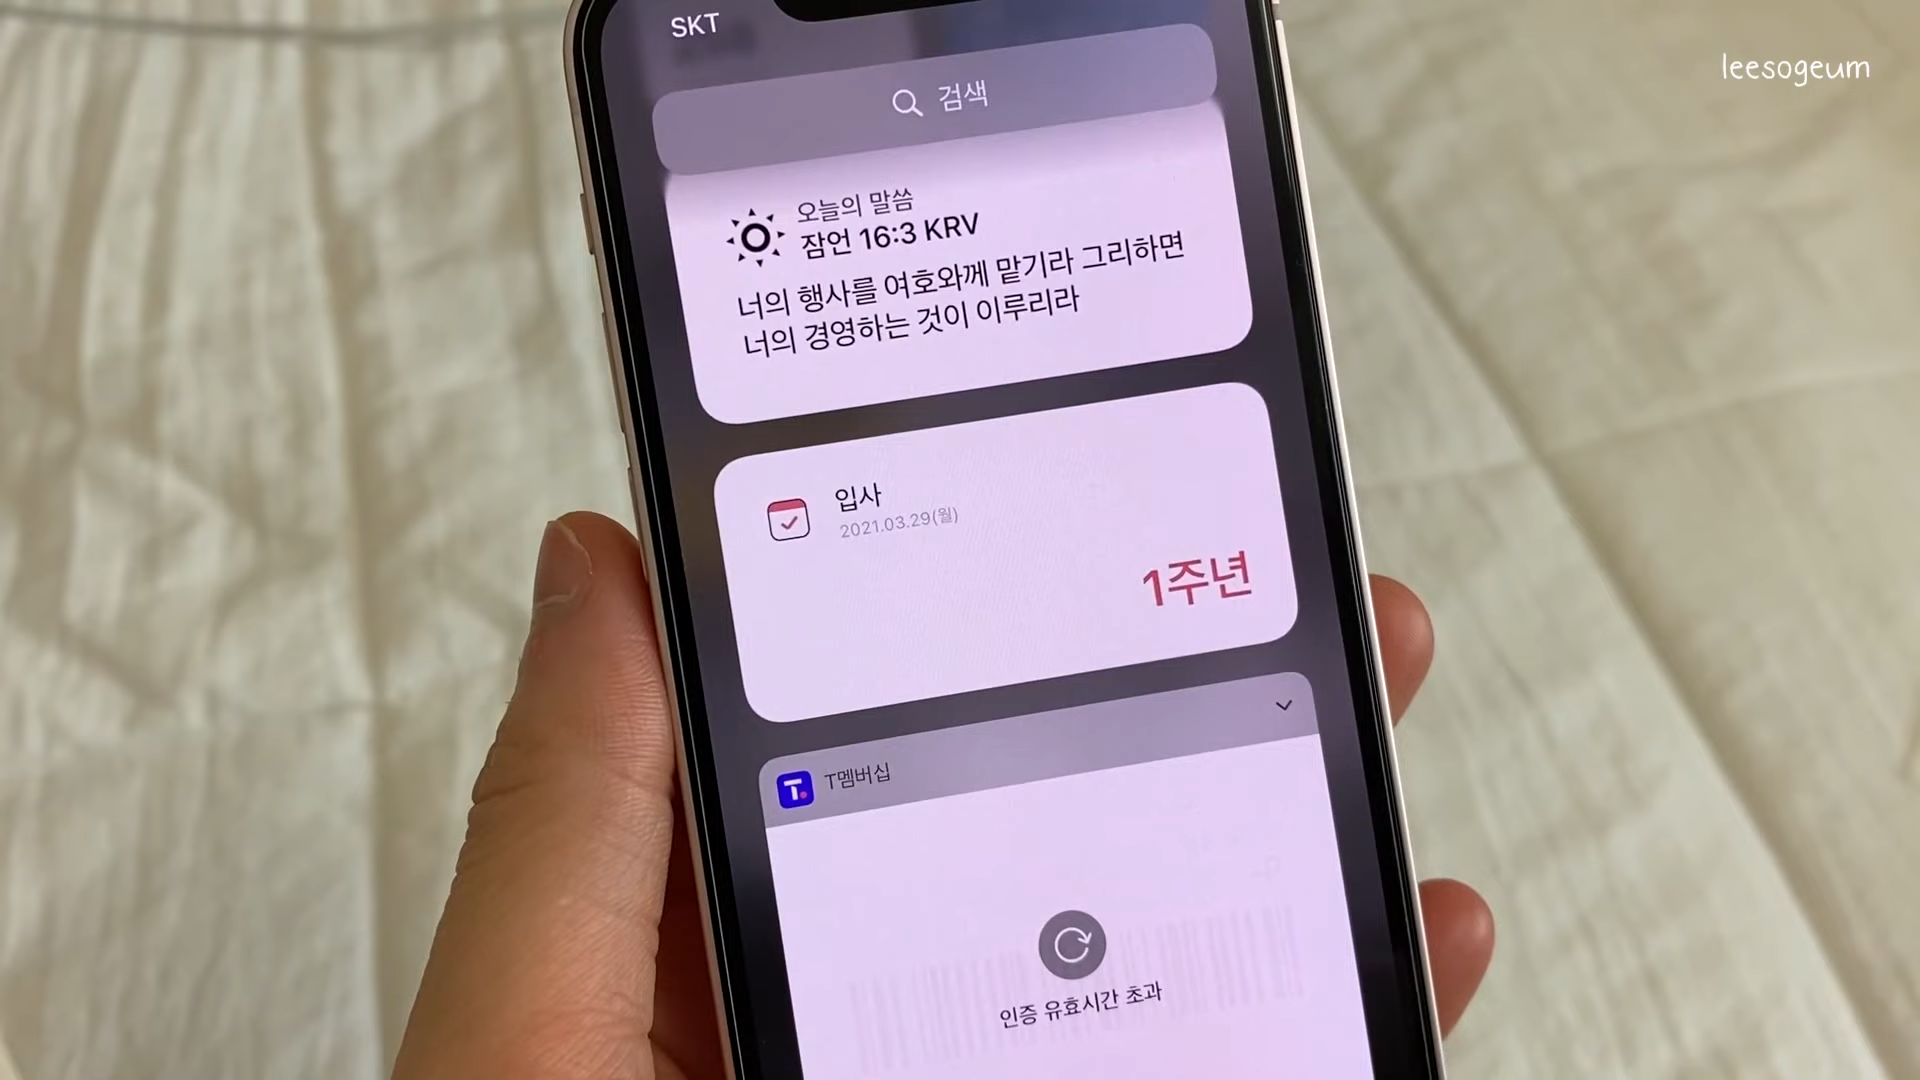 SKT
leesogeum
검색
오늘의 말씀
잠언 16:3 KRV
너의 행사를 여호와께 맡기라 그리하면
너의 경영하는 것이 이루리라
입사
2021.03.29(월)
1주년
T멤버십
인증 유효시간 초과